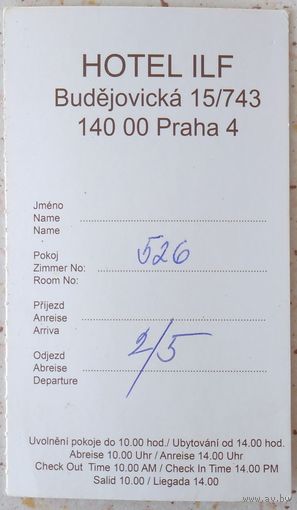 HOTEL ILF
Budějovická 15/743
140 00 Praha 4
Jméno
Name
Name
Pokoj
Zimmer No: 526
Room No:
Příjezd
Anreise
Arriva
2/5
Odjezd
Abreise
Departure
Uvolnění pokoje do 10.00 hod./ Ubytování od 14.00 hod.
Abreise 10.00 Uhr / Anreise 14.00 Uhr
Check Out Time 10.00 AM / Check In Time 14.00 PM
Salid 10.00 / Liegada 14.00
www.av.by